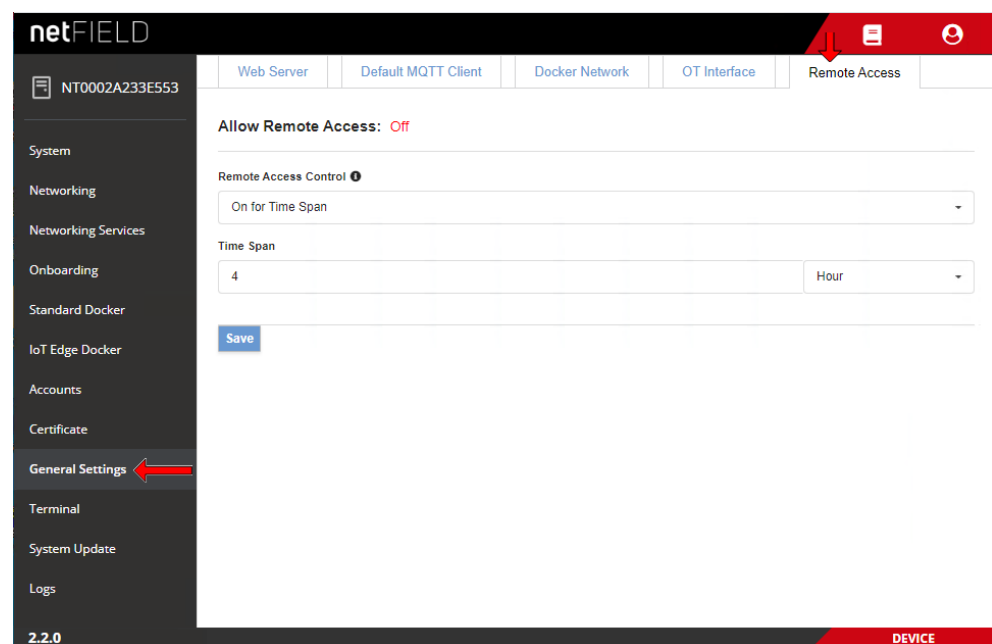 netFIELD
NT0002A233E553
Web Server Default MQTT Client Docker Network OT Interface Remote Access
System
Networking
Networking Services
Onboarding
Standard Docker
IoT Edge Docker
Accounts
Certificate
General Settings
Terminal
System Update
Logs
2.2.0
Allow Remote Access: Off
Remote Access Control
On for Time Span
Time Span
4 Hour
Save
DEVICE